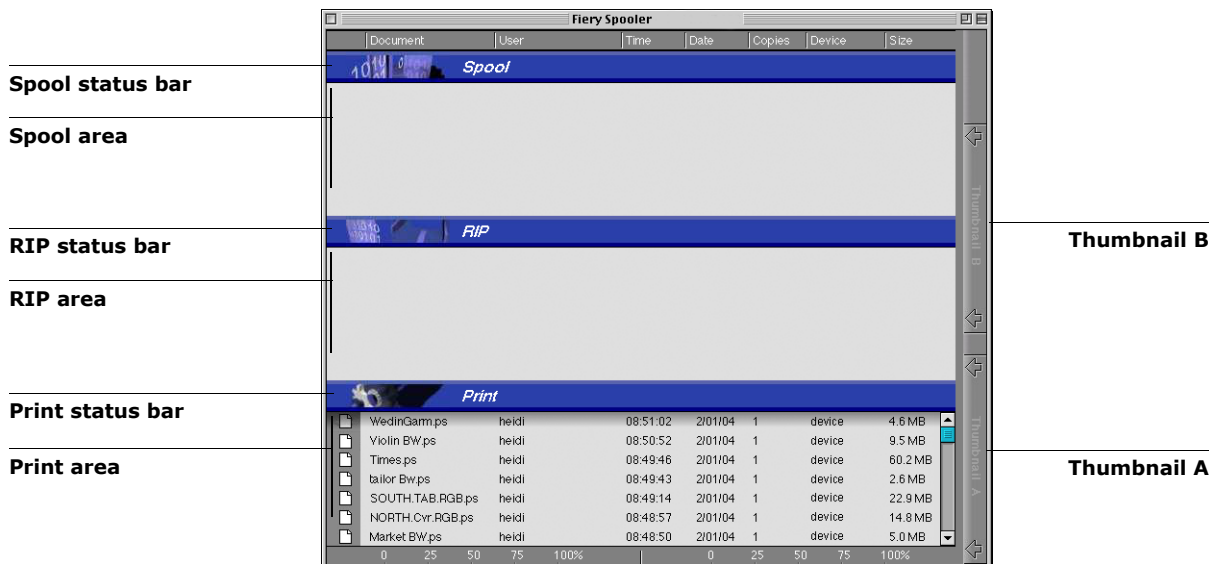 Fiery Spooler
Document User Time Date Copies Device Size
Spool
Spool status bar
Spool area
RIP
RIP status bar
RIP area
Print
Print status bar
Print area
WedinGarm.ps heidi 08:51:02 2/01/04 1 device 4.6 MB
Violin BW.ps heidi 08:50:52 2/01/04 1 device 9.5 MB
Times.ps heidi 08:49:46 2/01/04 1 device 60.2 MB
tailor Bw.ps heidi 08:49:43 2/01/04 1 device 2.6 MB
SOUTH.TAB.RGB.ps heidi 08:49:14 2/01/04 1 device 22.9 MB
NORTH.Cyr.RGB.ps heidi 08:48:57 2/01/04 1 device 14.8 MB
Market BW.ps heidi 08:48:50 2/01/04 1 device 5.0 MB
0 25 50 75 100% 0 25 50 75 100%
Thumbnail B
Thumbnail A
Thumbnail B
Thumbnail A